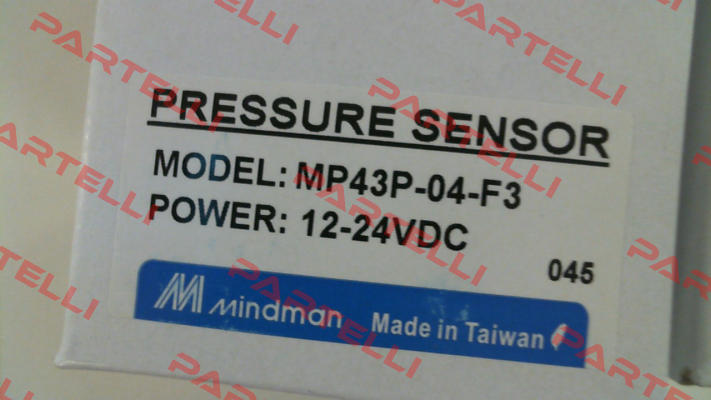 PRESSURE SENSOR
MODEL: MP43P-04-F3
POWER: 12-24VDC
045
mindman Made in Taiwan
PARTELLI